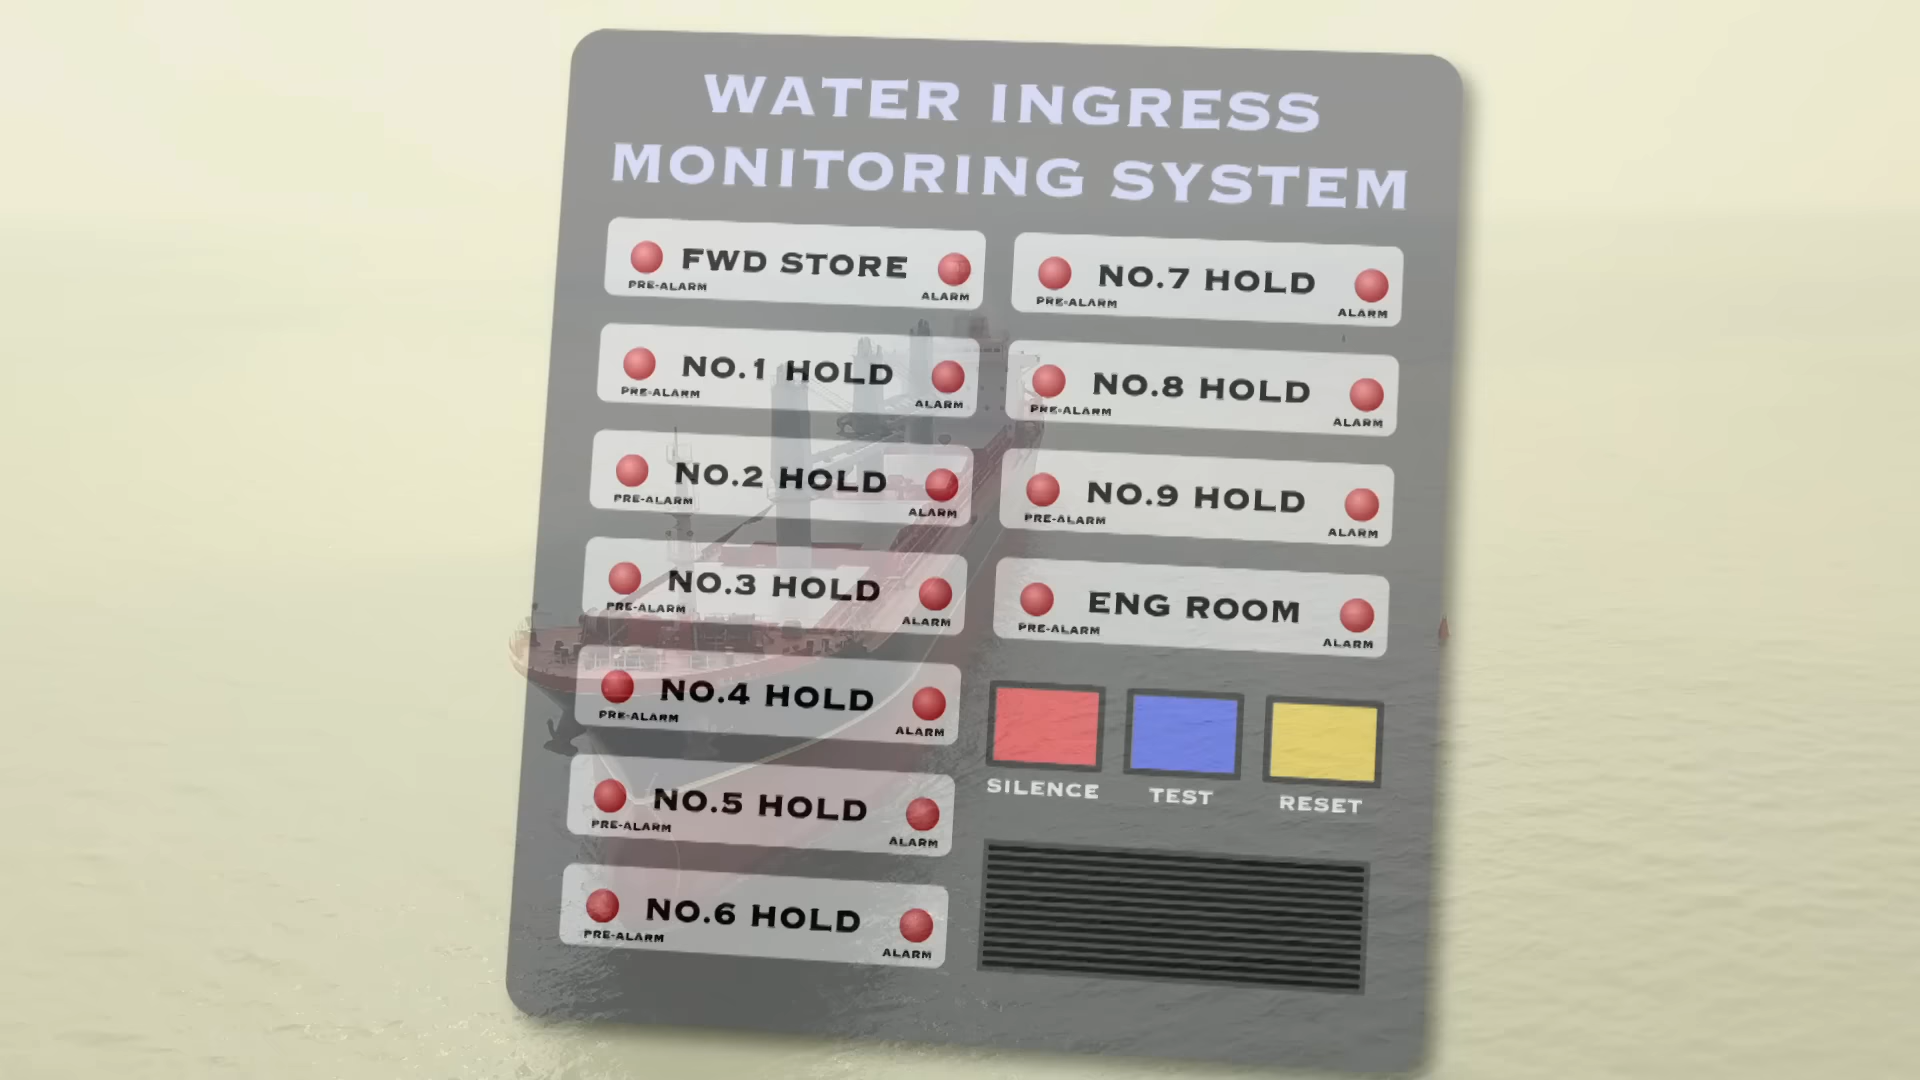 WATER INGRESS
MONITORING SYSTEM
FWD STORE
PRE-ALARM
ALARM
NO.1 HOLD
PRE-ALARM
ALARM
NO.2 HOLD
PRE-ALARM
ALARM
NO.3 HOLD
PRE-ALARM
ALARM
NO.4 HOLD
PRE-ALARM
ALARM
NO.5 HOLD
PRE-ALARM
ALARM
NO.6 HOLD
PRE-ALARM
ALARM
NO.7 HOLD
PRE-ALARM
ALARM
NO.8 HOLD
PRE-ALARM
ALARM
NO.9 HOLD
PRE-ALARM
ALARM
ENG ROOM
PRE-ALARM
ALARM
SILENCE
TEST
RESET